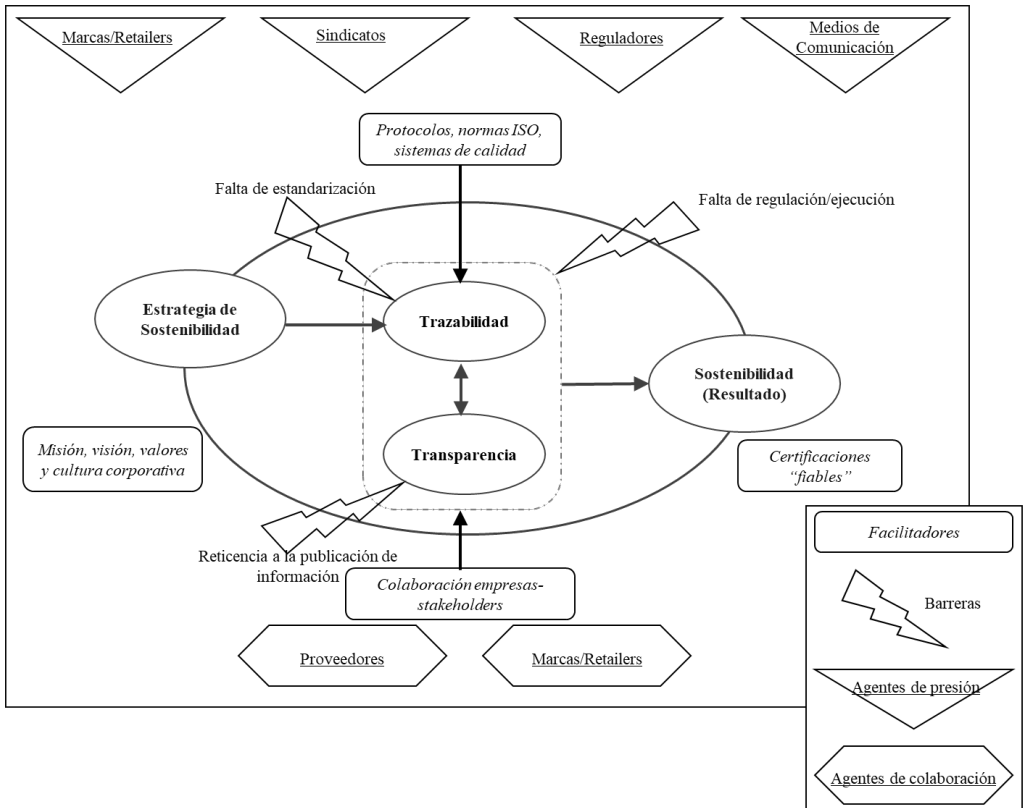 Marcas/Retailers
Sindicatos
Reguladores
Medios de
Comunicación
Protocolos, normas ISO,
sistemas de calidad
Falta de estandarización
Falta de regulación/ejecución
Estrategia de
Sostenibilidad
Trazabilidad
Sostenibilidad
(Resultado)
Transparencia
Misión, visión, valores
y cultura corporativa
Certificaciones
“fiables”
Reticencia a la publicación de
información
Colaboración empresas-
stakeholders
Proveedores
Marcas/Retailers
Facilitadores
Barreras
Agentes de presión
Agentes de colaboración